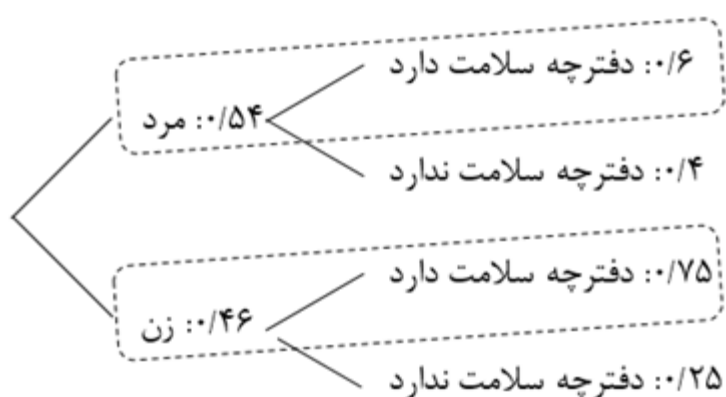 ۰/۶: دفترچه سلامت دارد
۰/۵۴: مرد
۰/۴: دفترچه سلامت ندارد
۰/۷۵: دفترچه سلامت دارد
۰/۴۶: زن
۰/۲۵: دفترچه سلامت ندارد